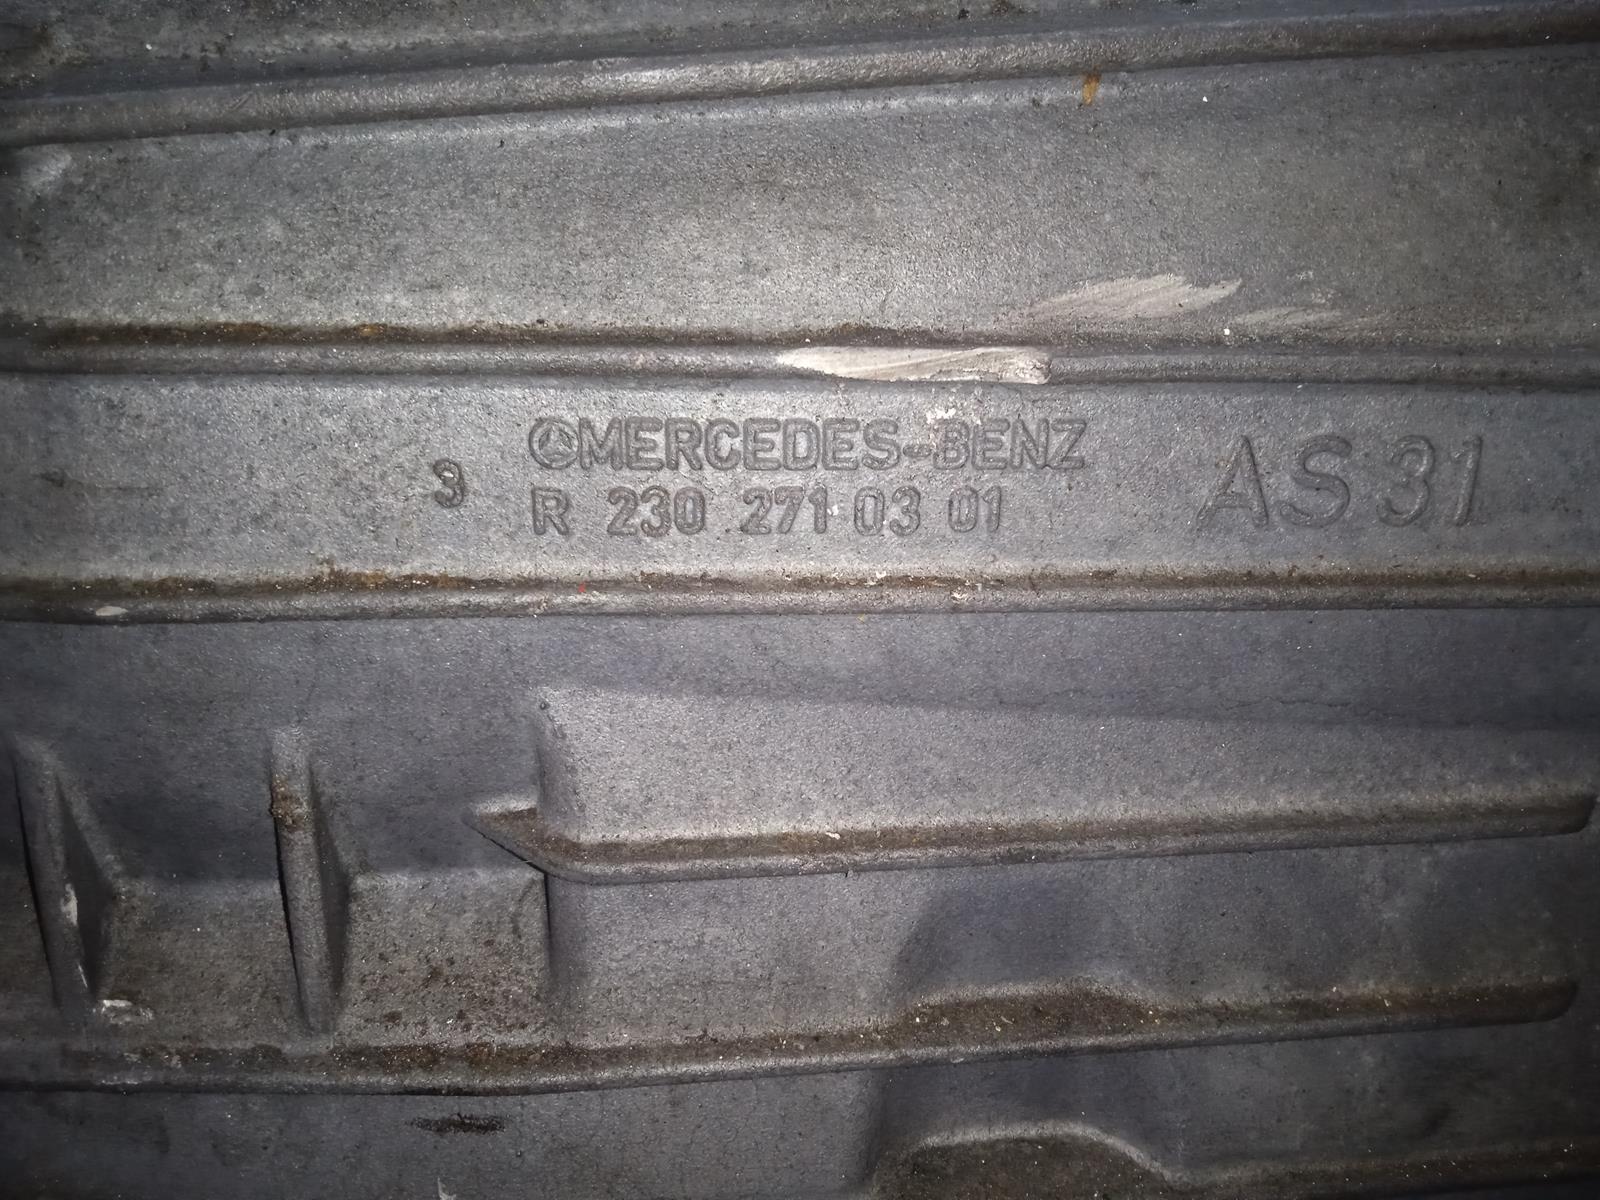 3
MERCEDES-BENZ
R 230 271 03 01
AS 31